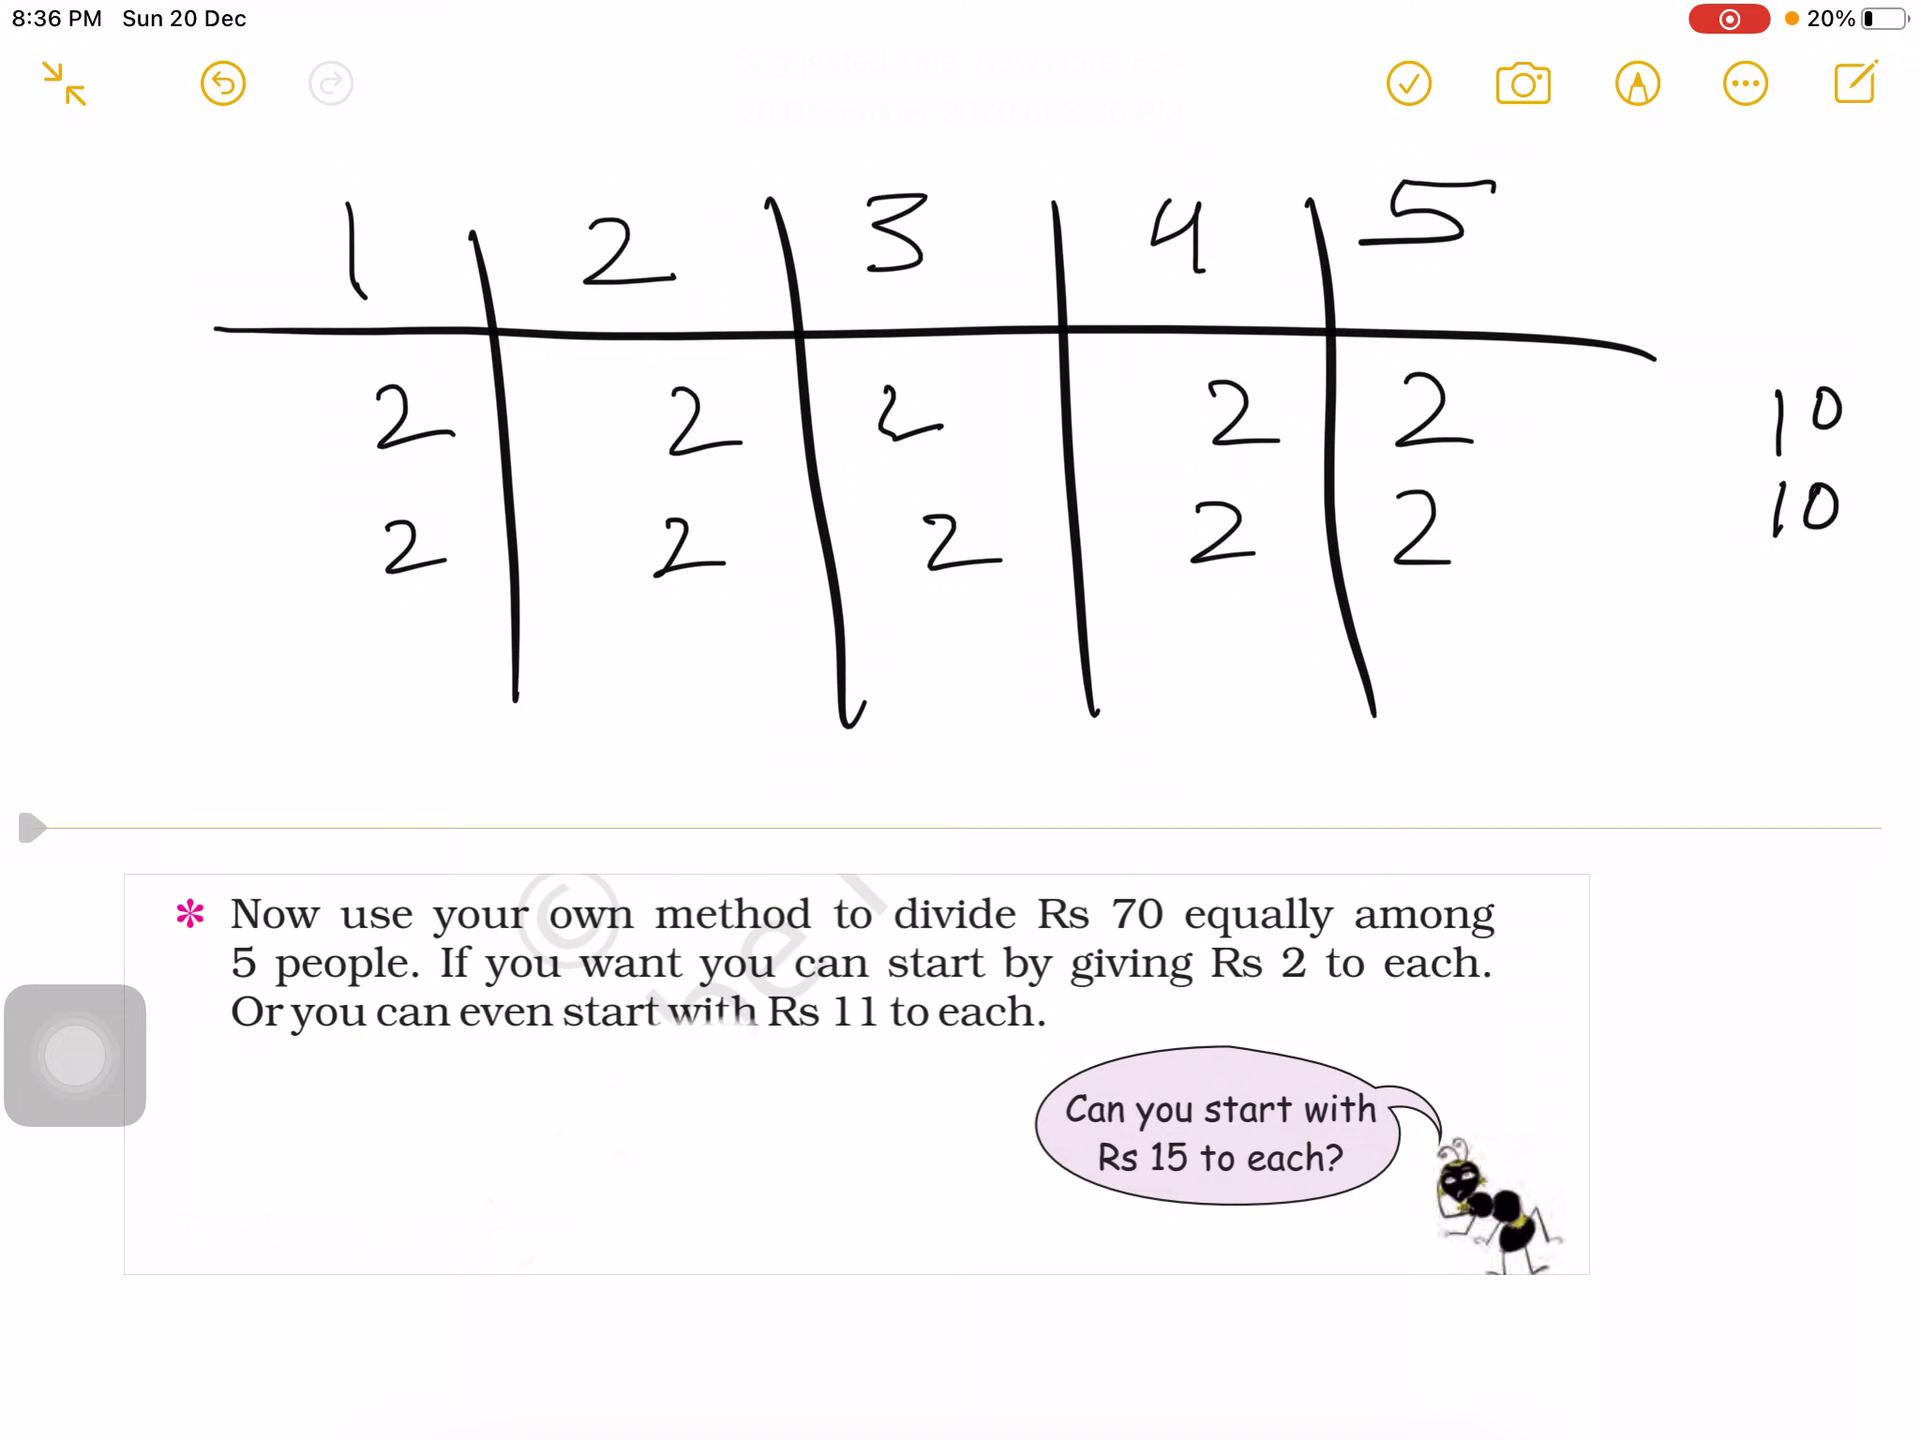 8:36 PM Sun 20 Dec
20%
1 2 3 4 5
2 2 2 2 2 10
2 2 2 2 2 10
* Now use your own method to divide Rs 70 equally among
5 people. If you want you can start by giving Rs 2 to each.
Or you can even start with Rs 11 to each.
Can you start with
Rs 15 to each?